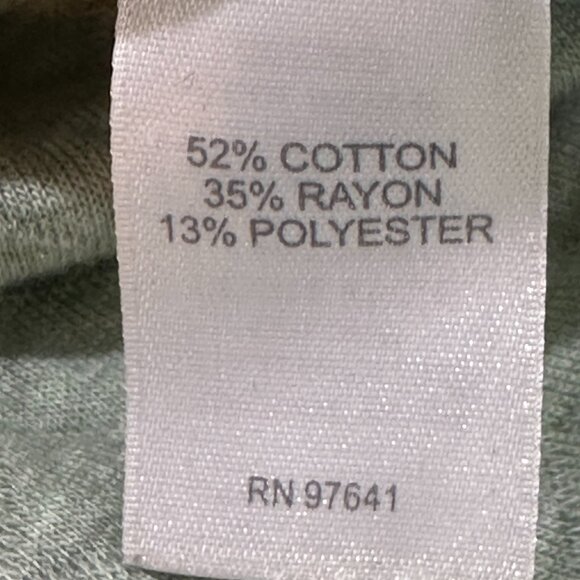 52% COTTON
35% RAYON
13% POLYESTER
RN 97641